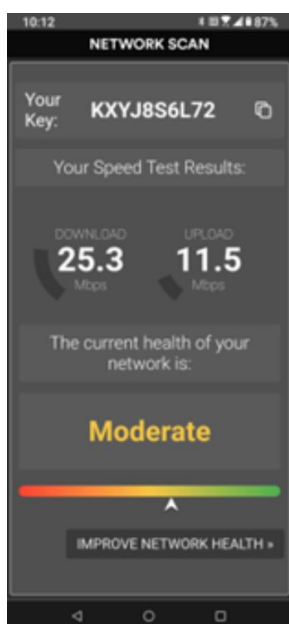 10:12
87%
NETWORK SCAN
Your
Key:
KXYJ8S6L72
Your Speed Test Results:
DOWNLOAD
25.3
Mbps
UPLOAD
11.5
Mbps
The current health of your
network is:
Moderate
IMPROVE NETWORK HEALTH »